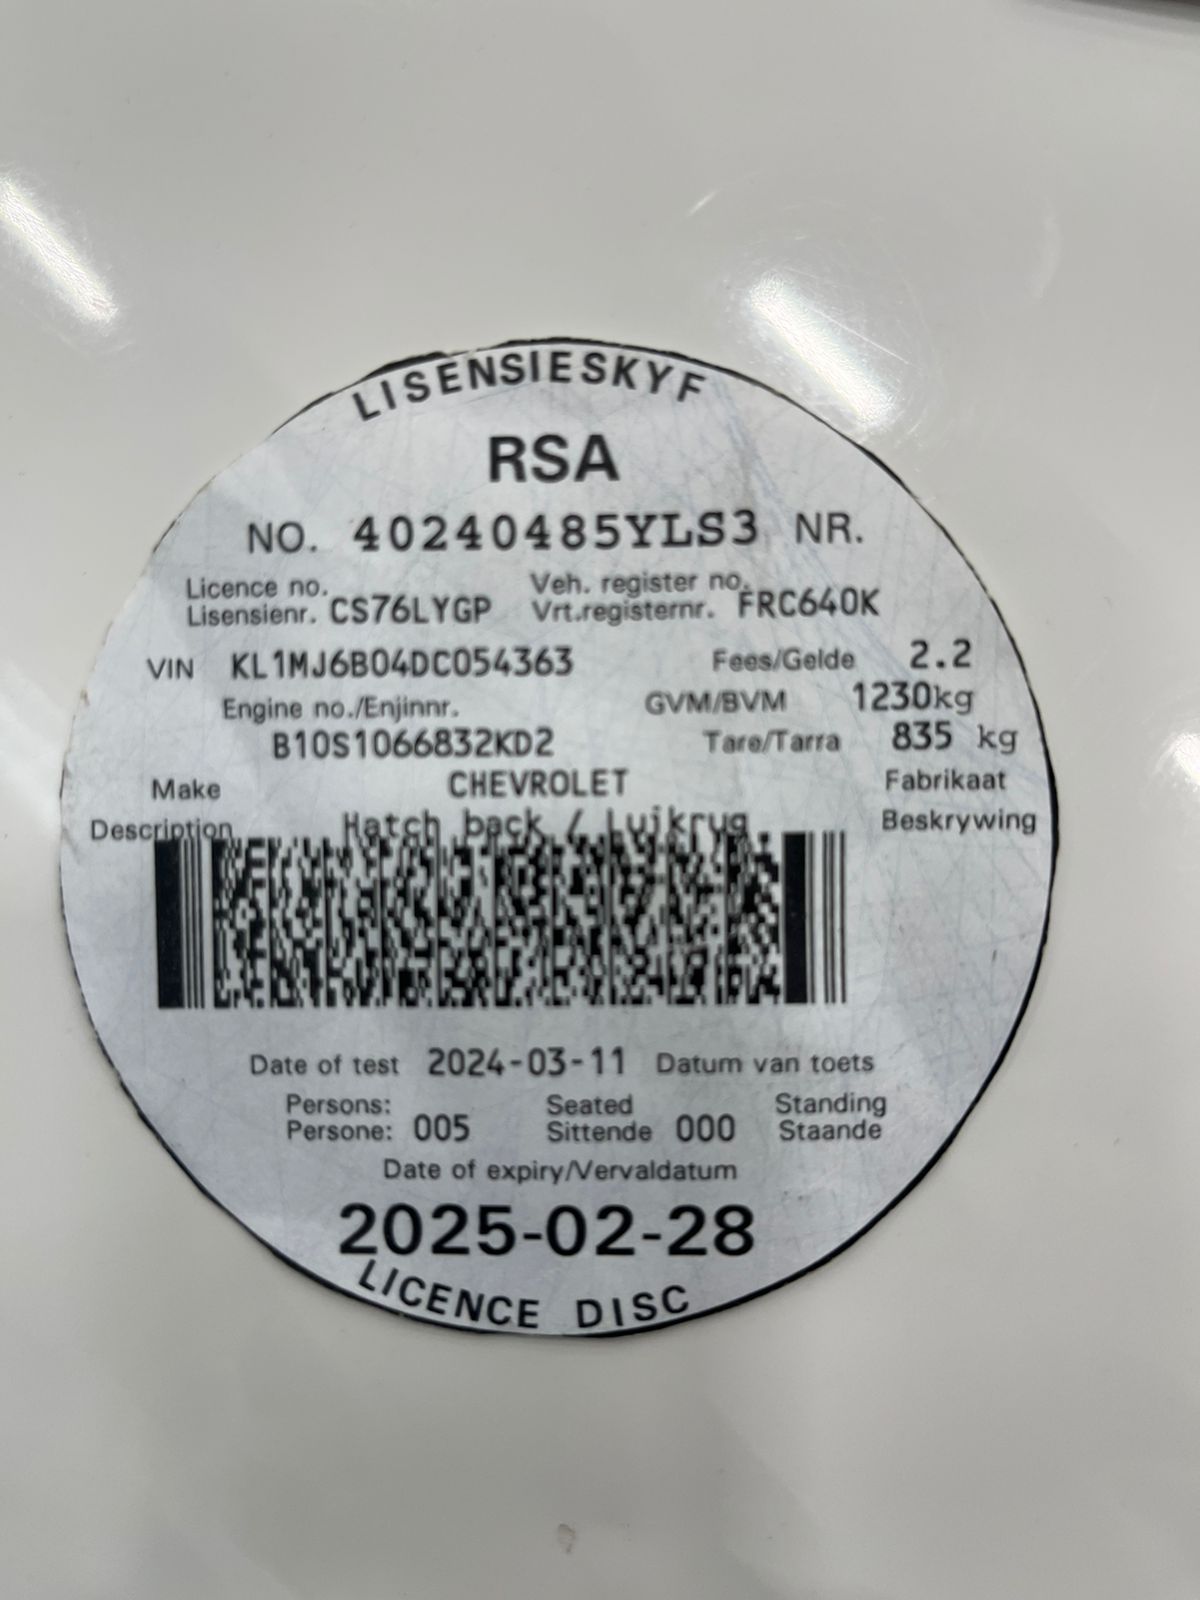 LISENSIESKYF
RSA
NO. 40240485YLS3 NR.
Licence no. Veh. register no.
Lisensienr. CS76LYGP Vrt.registernr. FRC640K
VIN KL1MJ6B04DC054363 Fees/Gelde 2.2
Engine no./Enjinnr. GVM/BVM 1230kg
B10S1066832KD2 Tare/Tarra 835 kg
Make CHEVROLET Fabrikaat
Description Hatch back / Luikrug Beskrywing
Date of test 2024-03-11 Datum van toets
Persons: Seated Standing
Persone: 005 Sittende 000 Staande
Date of expiry/Vervaldatum
2025-02-28
LICENCE DISC